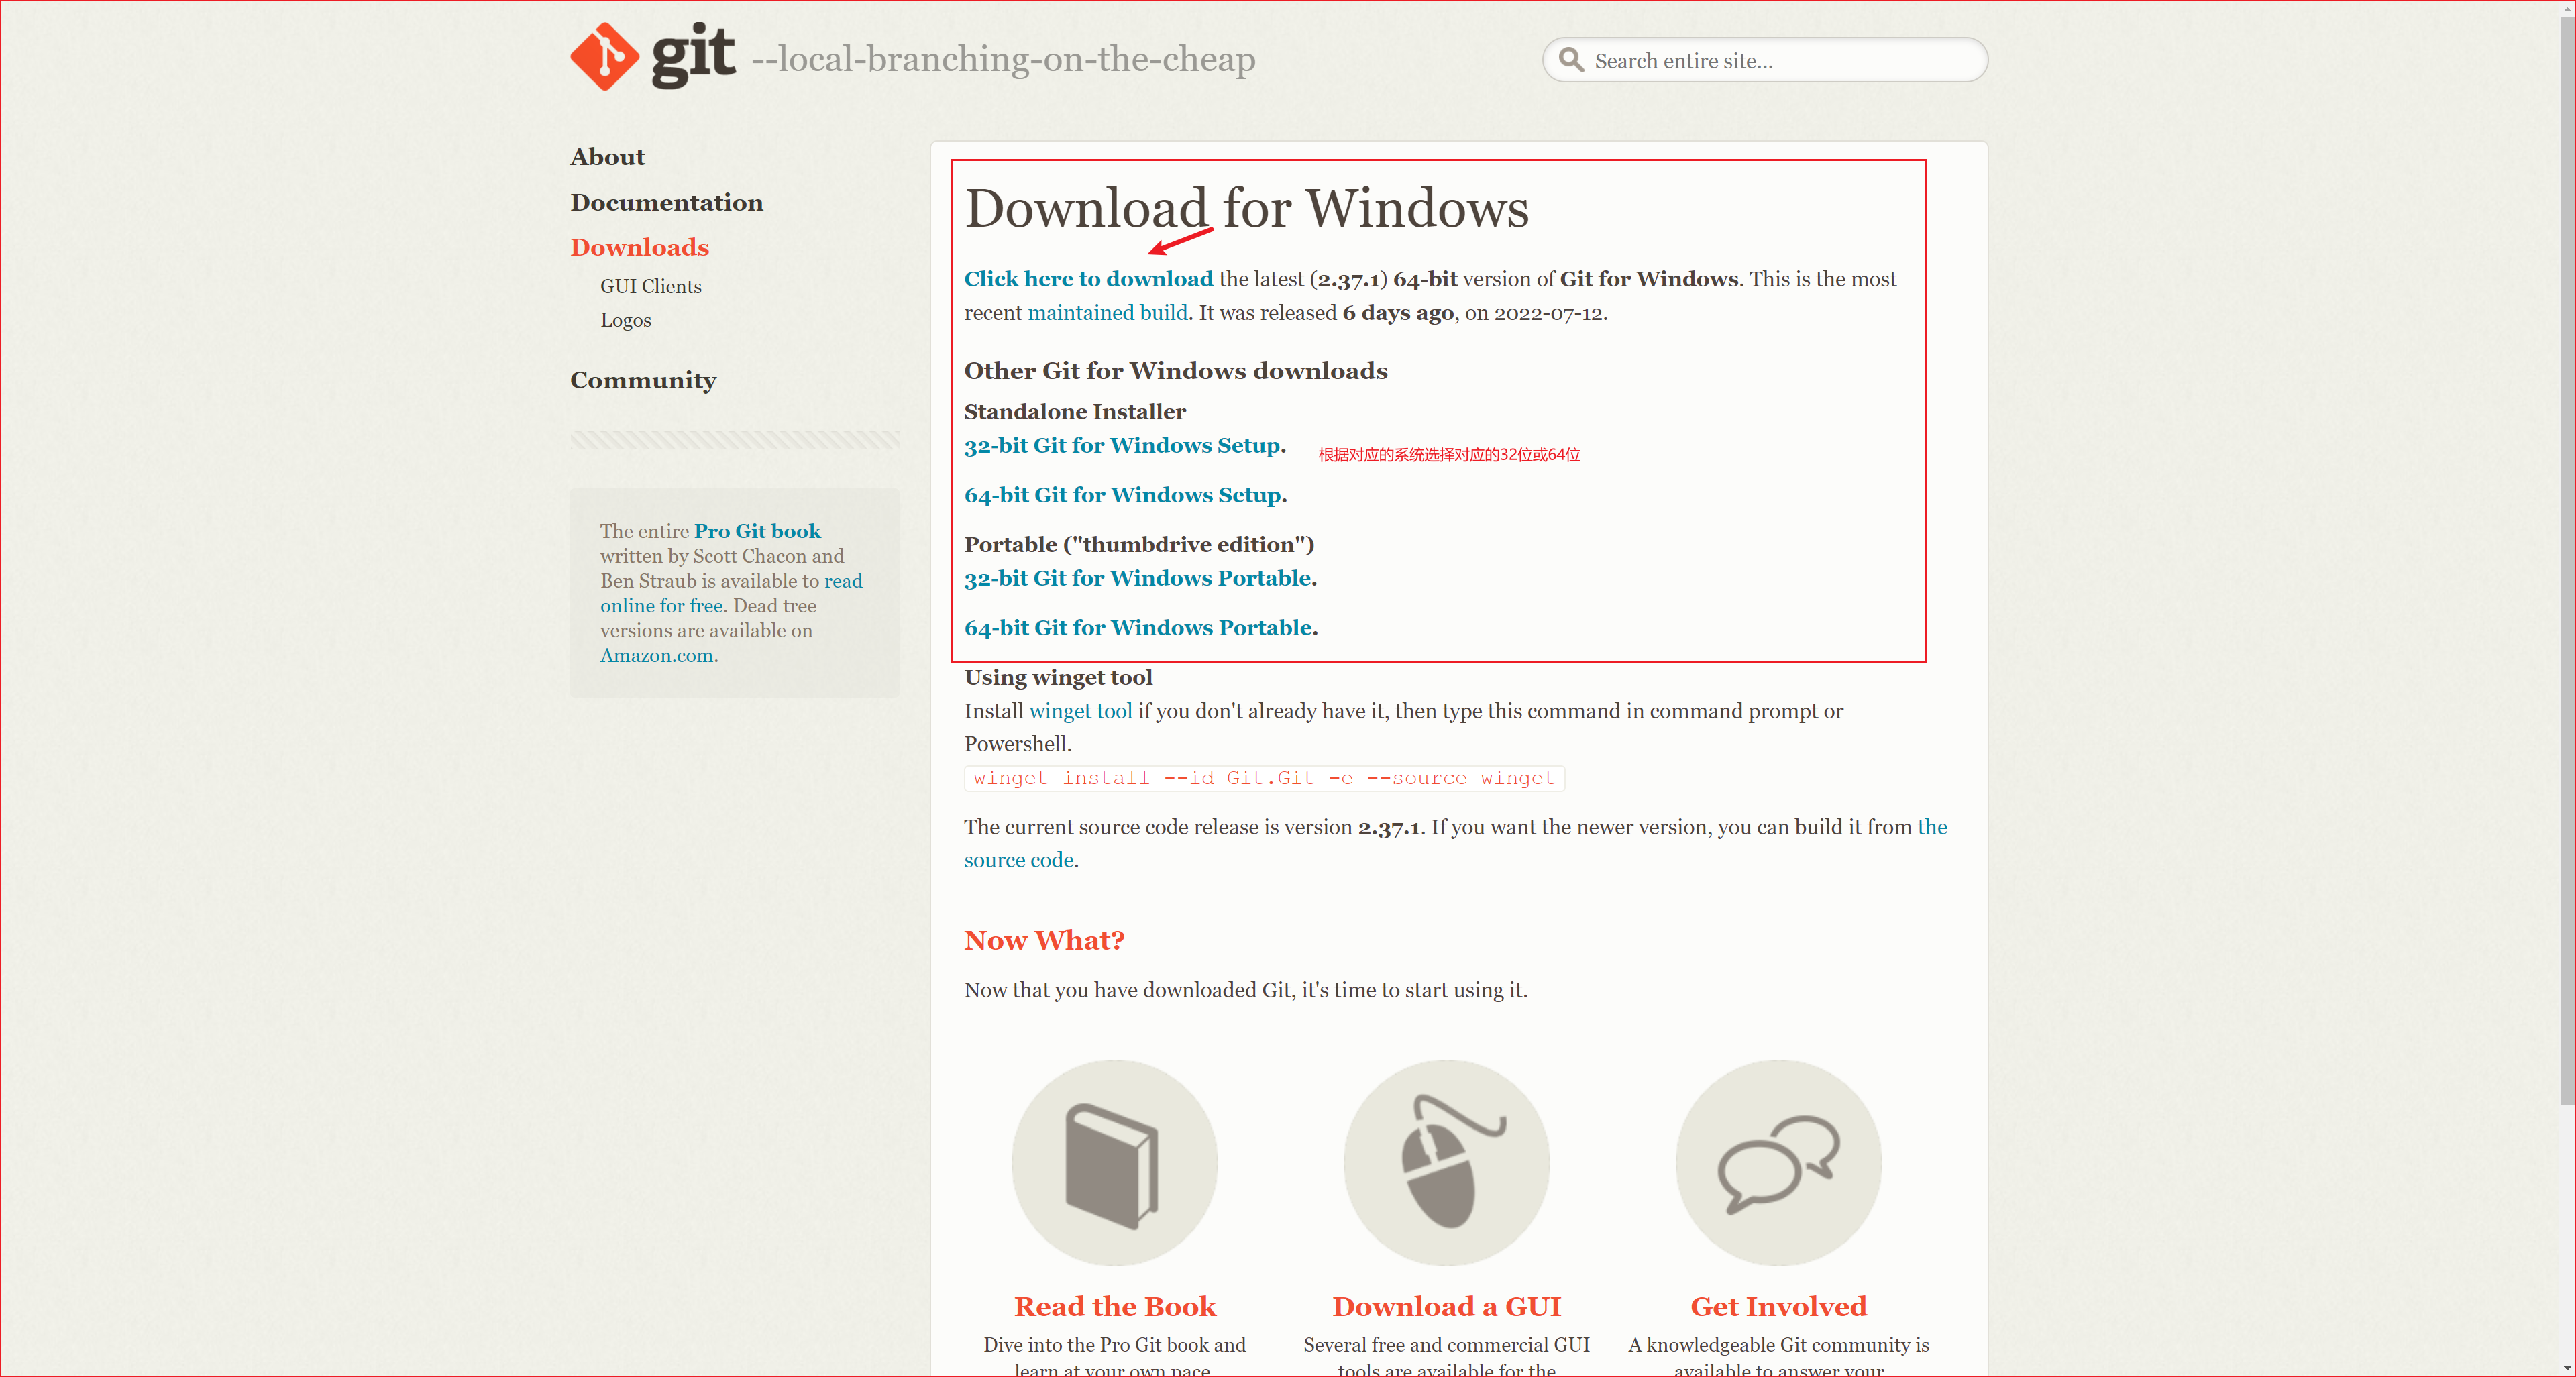 git --local-branching-on-the-cheap
Search entire site...
About
Documentation
Downloads
GUI Clients
Logos
Community
The entire Pro Git book
written by Scott Chacon and
Ben Straub is available to read
online for free. Dead tree
versions are available on
Amazon.com.
Download for Windows
Click here to download the latest (2.37.1) 64-bit version of Git for Windows. This is the most
recent maintained build. It was released 6 days ago, on 2022-07-12.
Other Git for Windows downloads
Standalone Installer
32-bit Git for Windows Setup.
根据对应的系统选择对应的32位或64位
64-bit Git for Windows Setup.
Portable ("thumbdrive edition")
32-bit Git for Windows Portable.
64-bit Git for Windows Portable.
Using winget tool
Install winget tool if you don't already have it, then type this command in command prompt or
Powershell.
winget install --id Git.Git -e --source winget
The current source code release is version 2.37.1. If you want the newer version, you can build it from the
source code.
Now What?
Now that you have downloaded Git, it's time to start using it.
Read the Book
Dive into the Pro Git book and
learn at your own pace.
Download a GUI
Several free and commercial GUI
tools are available for the
Get Involved
A knowledgeable Git community is
available to answer your